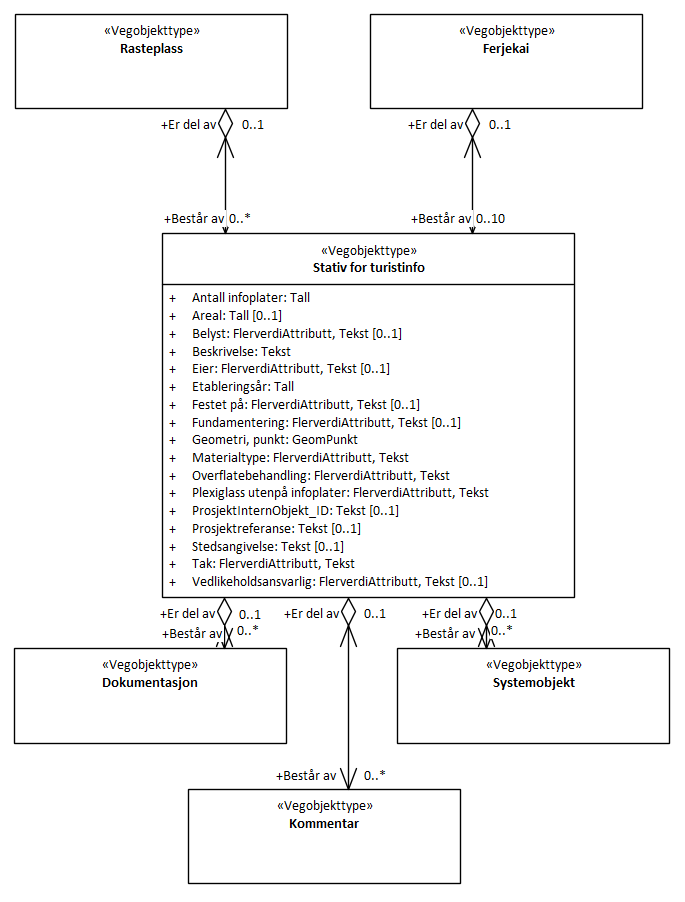 «Vegobjekttype»
Rasteplass
«Vegobjekttype»
Ferjekai
+Er del av 0..1
+Er del av 0..1
+Består av 0..*
+Består av 0..10
«Vegobjekttype»
Stativ for turistinfo
+ Antall infoplater: Tall
+ Areal: Tall [0..1]
+ Belyst: FlerverdiAttributt, Tekst [0..1]
+ Beskrivelse: Tekst
+ Eier: FlerverdiAttributt, Tekst [0..1]
+ Etableringsår: Tall
+ Festet på: FlerverdiAttributt, Tekst [0..1]
+ Fundamentering: FlerverdiAttributt, Tekst [0..1]
+ Geometri, punkt: GeomPunkt
+ Materialtype: FlerverdiAttributt, Tekst
+ Overflatebehandling: FlerverdiAttributt, Tekst
+ Plexiglass utenpå infoplater: FlerverdiAttributt, Tekst
+ ProsjektInternObjekt_ID: Tekst [0..1]
+ Prosjektreferanse: Tekst [0..1]
+ Stedsangivelse: Tekst [0..1]
+ Tak: FlerverdiAttributt, Tekst
+ Vedlikeholdsansvarlig: FlerverdiAttributt, Tekst [0..1]
+Er del av 0..1
+Er del av 0..1
+Er del av 0..1
+Består av 0..*
+Består av 0..*
«Vegobjekttype»
Dokumentasjon
«Vegobjekttype»
Systemobjekt
+Består av 0..*
«Vegobjekttype»
Kommentar